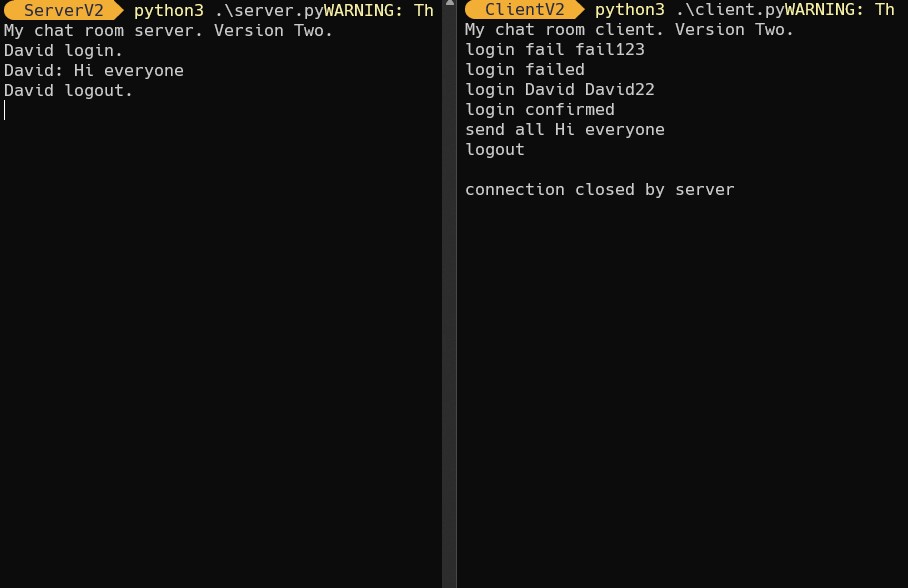 ServerV2 python3 .\server.pyWARNING: Th
My chat room server. Version Two.
David login.
David: Hi everyone
David logout.
ClientV2 python3 .\client.pyWARNING: Th
My chat room client. Version Two.
login fail fail123
login failed
login David David22
login confirmed
send all Hi everyone
logout
connection closed by server